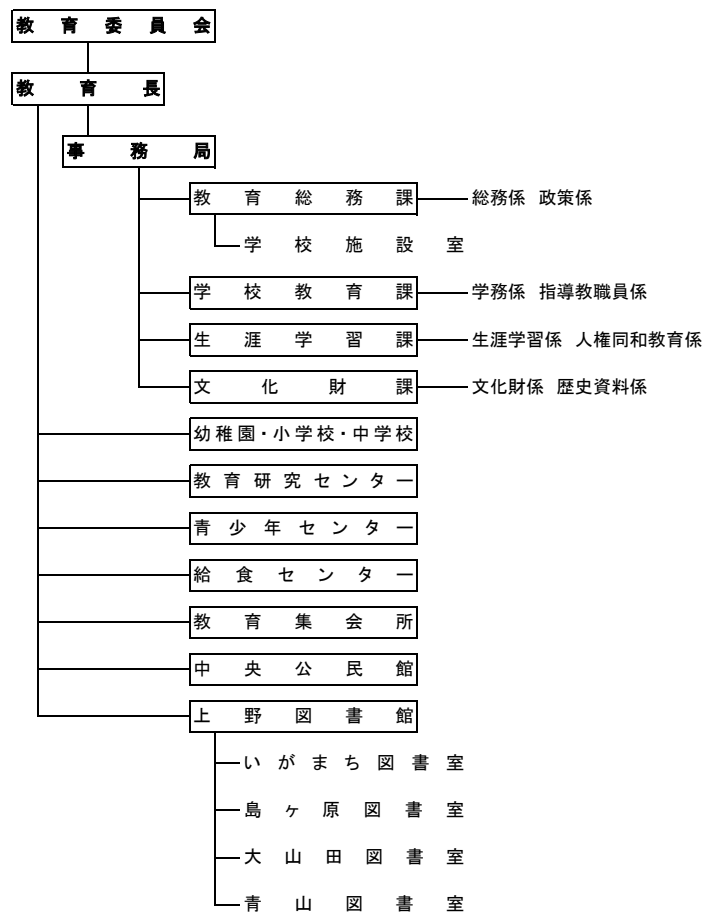 教育委員会
教育長
事務局
教育総務課 総務係 政策係
学校施設室
学校教育課 学務係 指導教職員係
生涯学習課 生涯学習係 人権同和教育係
文化財課 文化財係 歴史資料係
幼稚園・小学校・中学校
教育研究センター
青少年センター
給食センター
教育集会所
中央公民館
上野図書館
いがまち図書室
島ヶ原図書室
大山田図書室
青山図書室